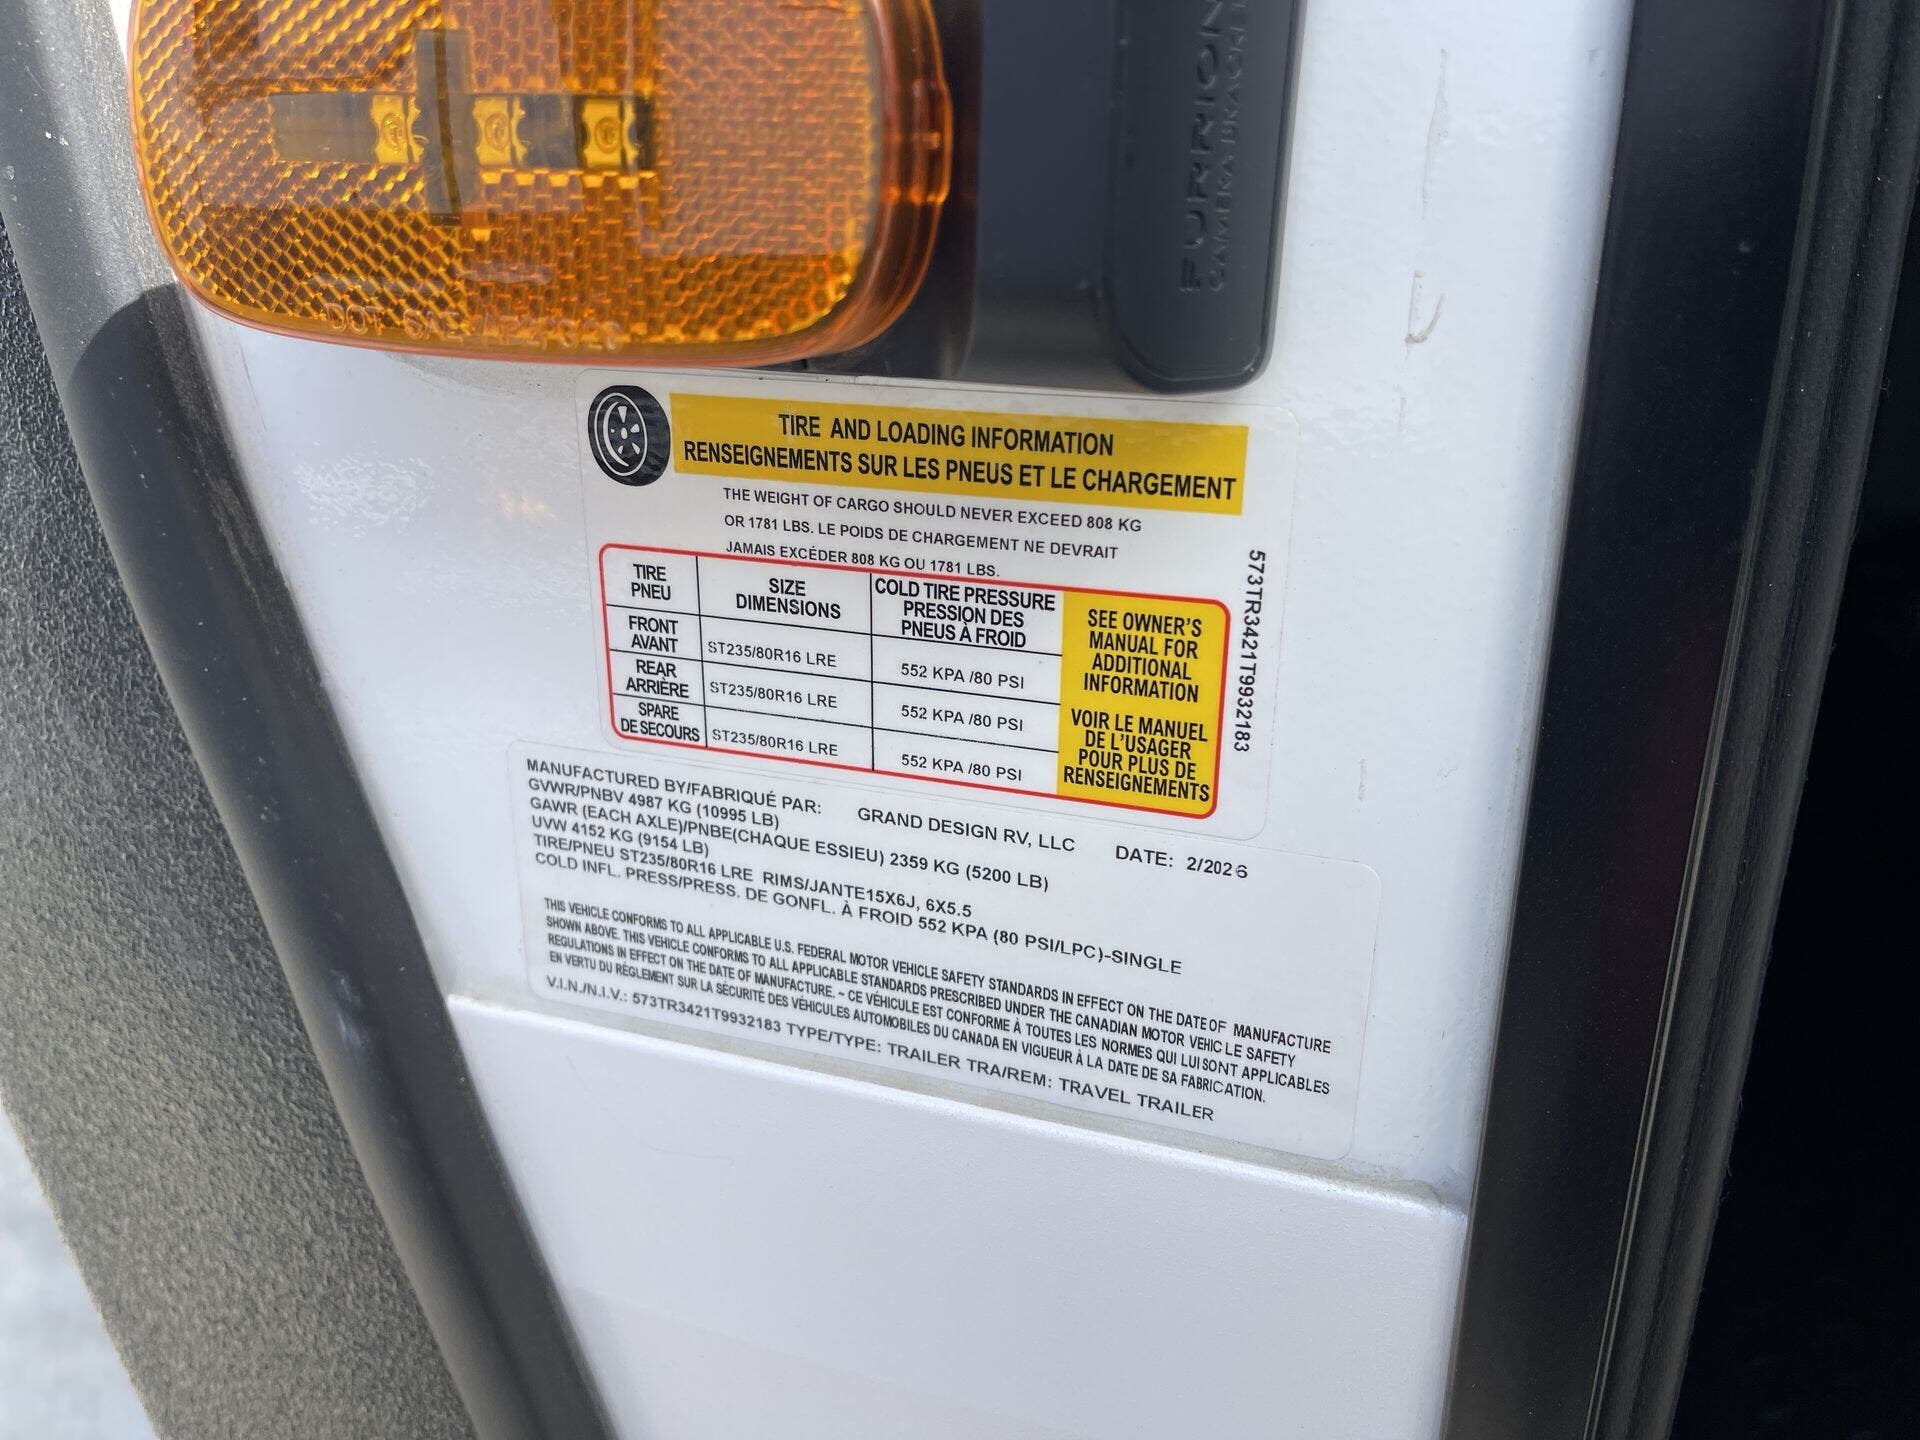 FURRION
DOT SAE
TIRE AND LOADING INFORMATION
RENSEIGNEMENTS SUR LES PNEUS ET LE CHARGEMENT
THE WEIGHT OF CARGO SHOULD NEVER EXCEED 808 KG
OR 1781 LBS. LE POIDS DE CHARGEMENT NE DEVRAIT
JAMAIS EXCÉDER 808 KG OU 1781 LBS.
TIRE
PNEU
SIZE
DIMENSIONS
COLD TIRE PRESSURE
PRESSION DES
PNEUS À FROID
FRONT
AVANT
ST235/80R16 LRE
552 KPA /80 PSI
REAR
ARRIÈRE
ST235/80R16 LRE
552 KPA /80 PSI
SPARE
DE SECOURS
ST235/80R16 LRE
552 KPA /80 PSI
SEE OWNER'S
MANUAL FOR
ADDITIONAL
INFORMATION
VOIR LE MANUEL
DE L'USAGER
POUR PLUS DE
RENSEIGNEMENTS
573TR3421T9932183
MANUFACTURED BY/FABRIQUÉ PAR: GRAND DESIGN RV, LLC DATE: 2/2026
GVWR/PNBV 4987 KG (10995 LB)
GAWR (EACH AXLE)/PNBE(CHAQUE ESSIEU) 2359 KG (5200 LB)
UVW 4152 KG (9154 LB)
TIRE/PNEU ST235/80R16 LRE RIMS/JANTE15X6J, 6X5.5
COLD INFL. PRESS/PRESS. DE GONFL. À FROID 552 KPA (80 PSI/LPC)-SINGLE
THIS VEHICLE CONFORMS TO ALL APPLICABLE U.S. FEDERAL MOTOR VEHICLE SAFETY STANDARDS IN EFFECT ON THE DATE OF MANUFACTURE
SHOWN ABOVE. THIS VEHICLE CONFORMS TO ALL APPLICABLE STANDARDS PRESCRIBED UNDER THE CANADIAN MOTOR VEHICLE SAFETY
REGULATIONS IN EFFECT ON THE DATE OF MANUFACTURE. ~ CE VÉHICULE EST CONFORME À TOUTES LES NORMES QUI LUI SONT APPLICABLES
EN VERTU DU RÈGLEMENT SUR LA SÉCURITÉ DES VÉHICULES AUTOMOBILES DU CANADA EN VIGUEUR À LA DATE DE SA FABRICATION.
V.I.N./N.I.V.: 573TR3421T9932183 TYPE/TYPE: TRAILER TRA/REM: TRAVEL TRAILER